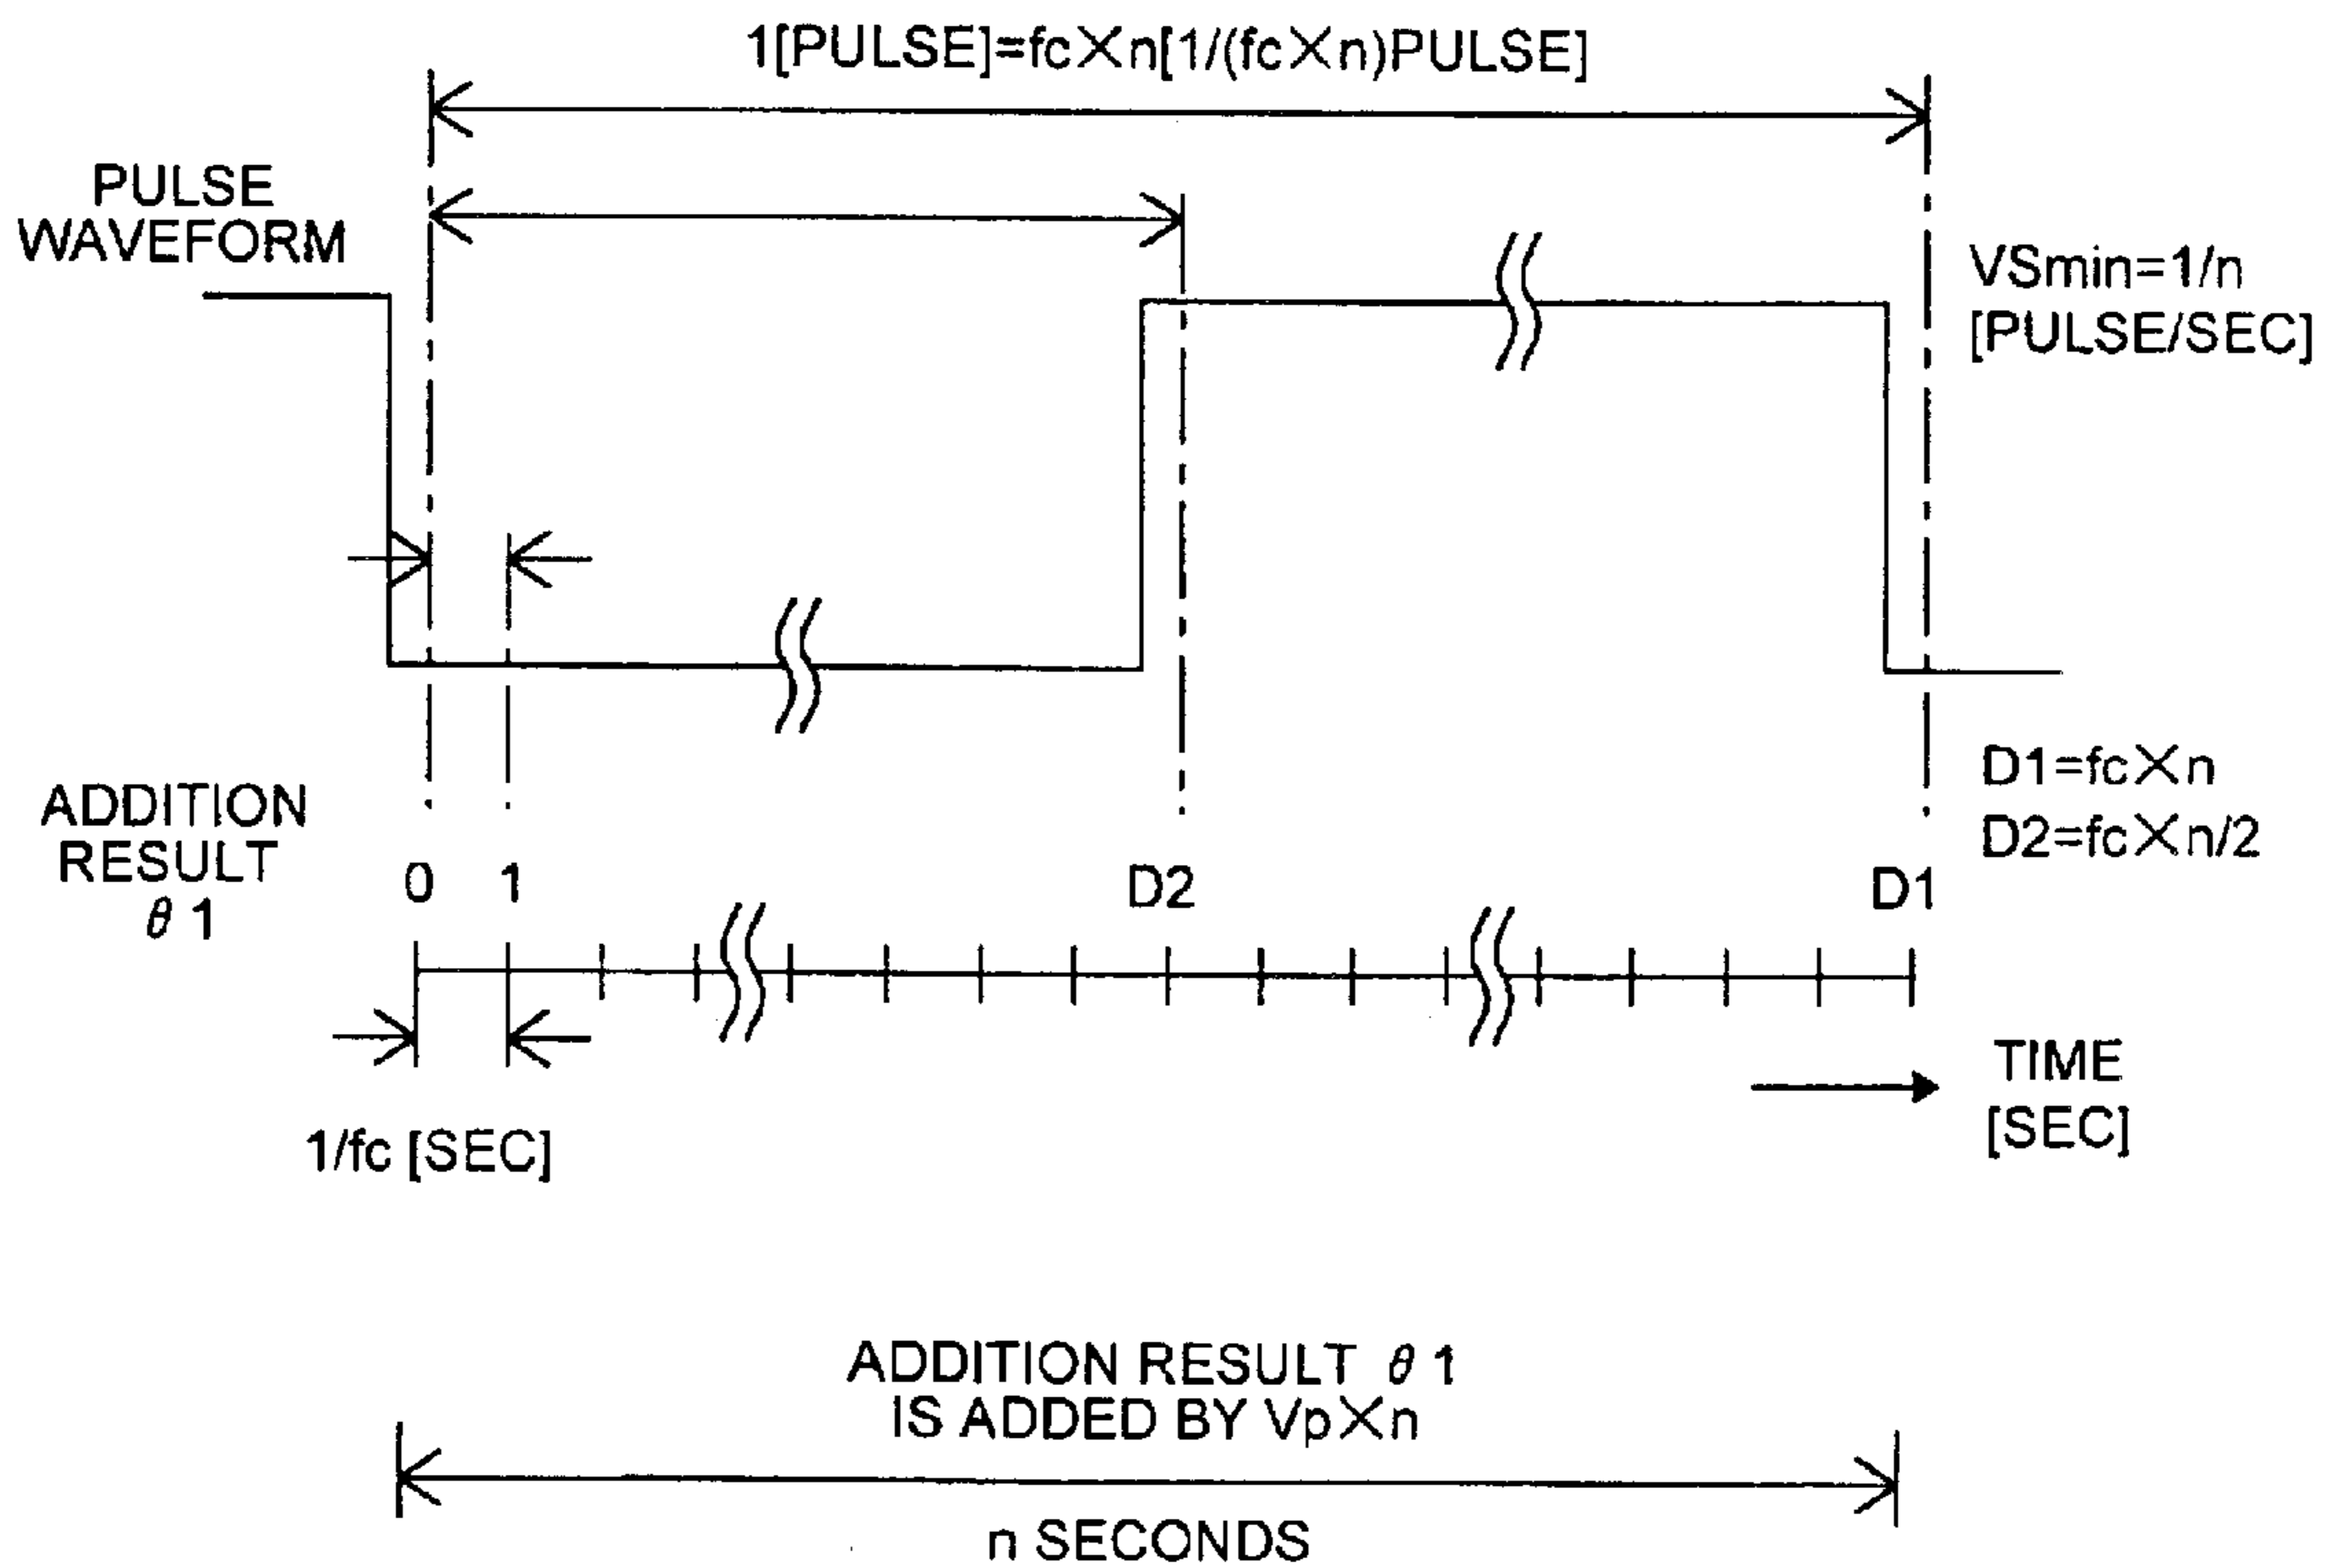 1[PULSE]=fc×n[1/(fc×n)PULSE]
PULSE
WAVEFORM
VSmin=1/n
[PULSE/SEC]
D1=fc×n
D2=fc×n/2
ADDITION
RESULT
θ1
0 1 D2 D1
1/fc [SEC]
TIME
[SEC]
ADDITION RESULT θ1
IS ADDED BY Vp×n
n SECONDS